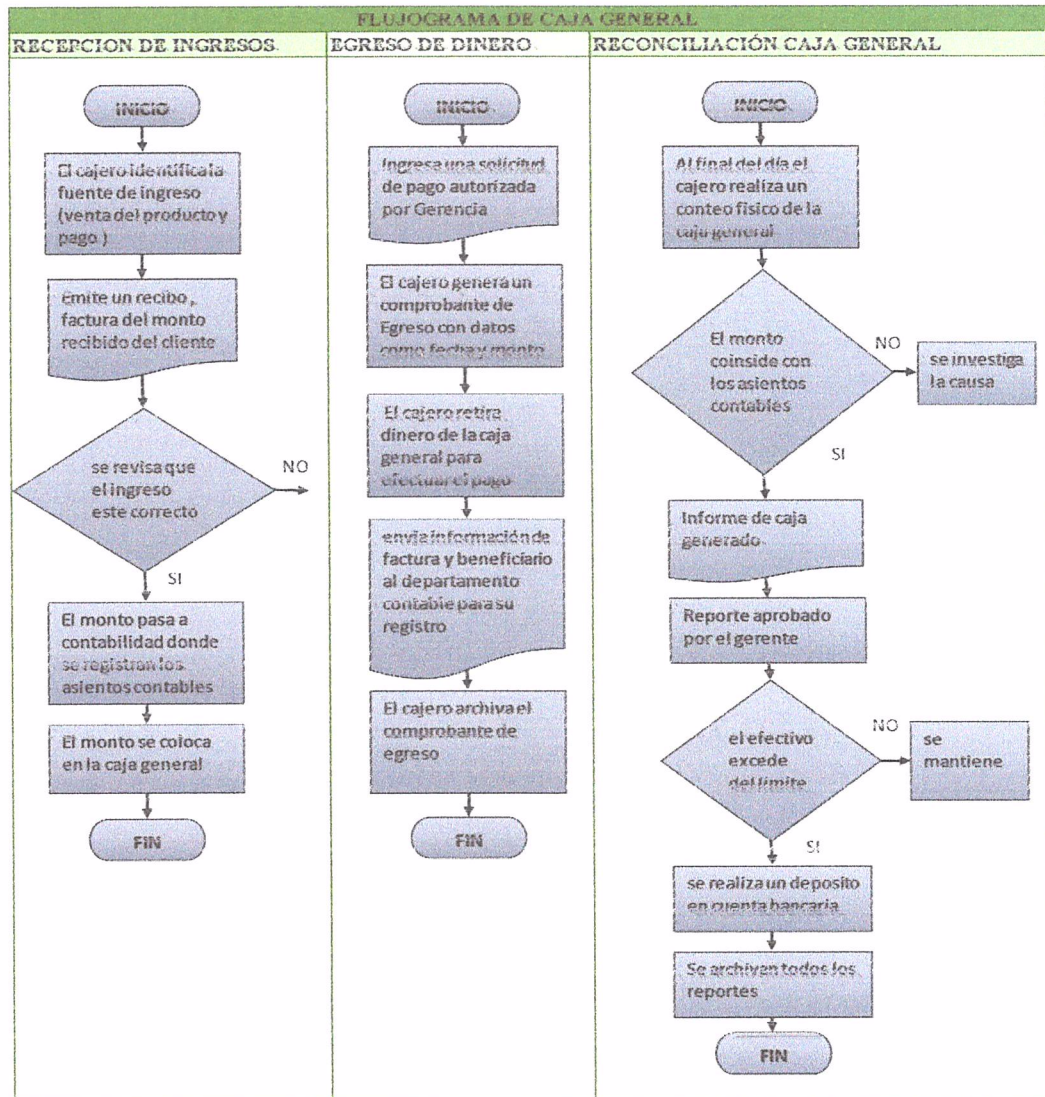 FLUJOGRAMA DE CAJA GENERAL
RECEPCION DE INGRESOS
EGRESO DE DINERO
RECONCILIACIÓN CAJA GENERAL
INICIO
El cajero identifica la
fuente de ingreso
(venta del producto y
pago )
Emite un recibo ,
factura del monto
recibido del cliente
se revisa que
el ingreso
este correcto
NO
SI
El monto pasa a
contabilidad donde
se registran los
asientos contables
El monto se coloca
en la caja general
FIN
INICIO
Ingresa una solicitud
de pago autorizada
por Gerencia
El cajero genera un
comprobante de
Egreso con datos
como fecha y monto
El cajero retira
dinero de la caja
general para
efectuar el pago
envia información de
factura y beneficiario
al departamento
contable para su
registro
El cajero archiva el
comprobante de
egreso
FIN
INICIO
Al final del día el
cajero realiza un
conteo fisico de la
caja general
El monto
coinside con
los asientos
contables
NO
se investiga
la causa
SI
Informe de caja
generado
Reporte aprobado
por el gerente
el efectivo
excede
del limite
NO
se
mantiene
SI
se realiza un deposito
en cuenta bancaria
Se archivan todos los
reportes
FIN